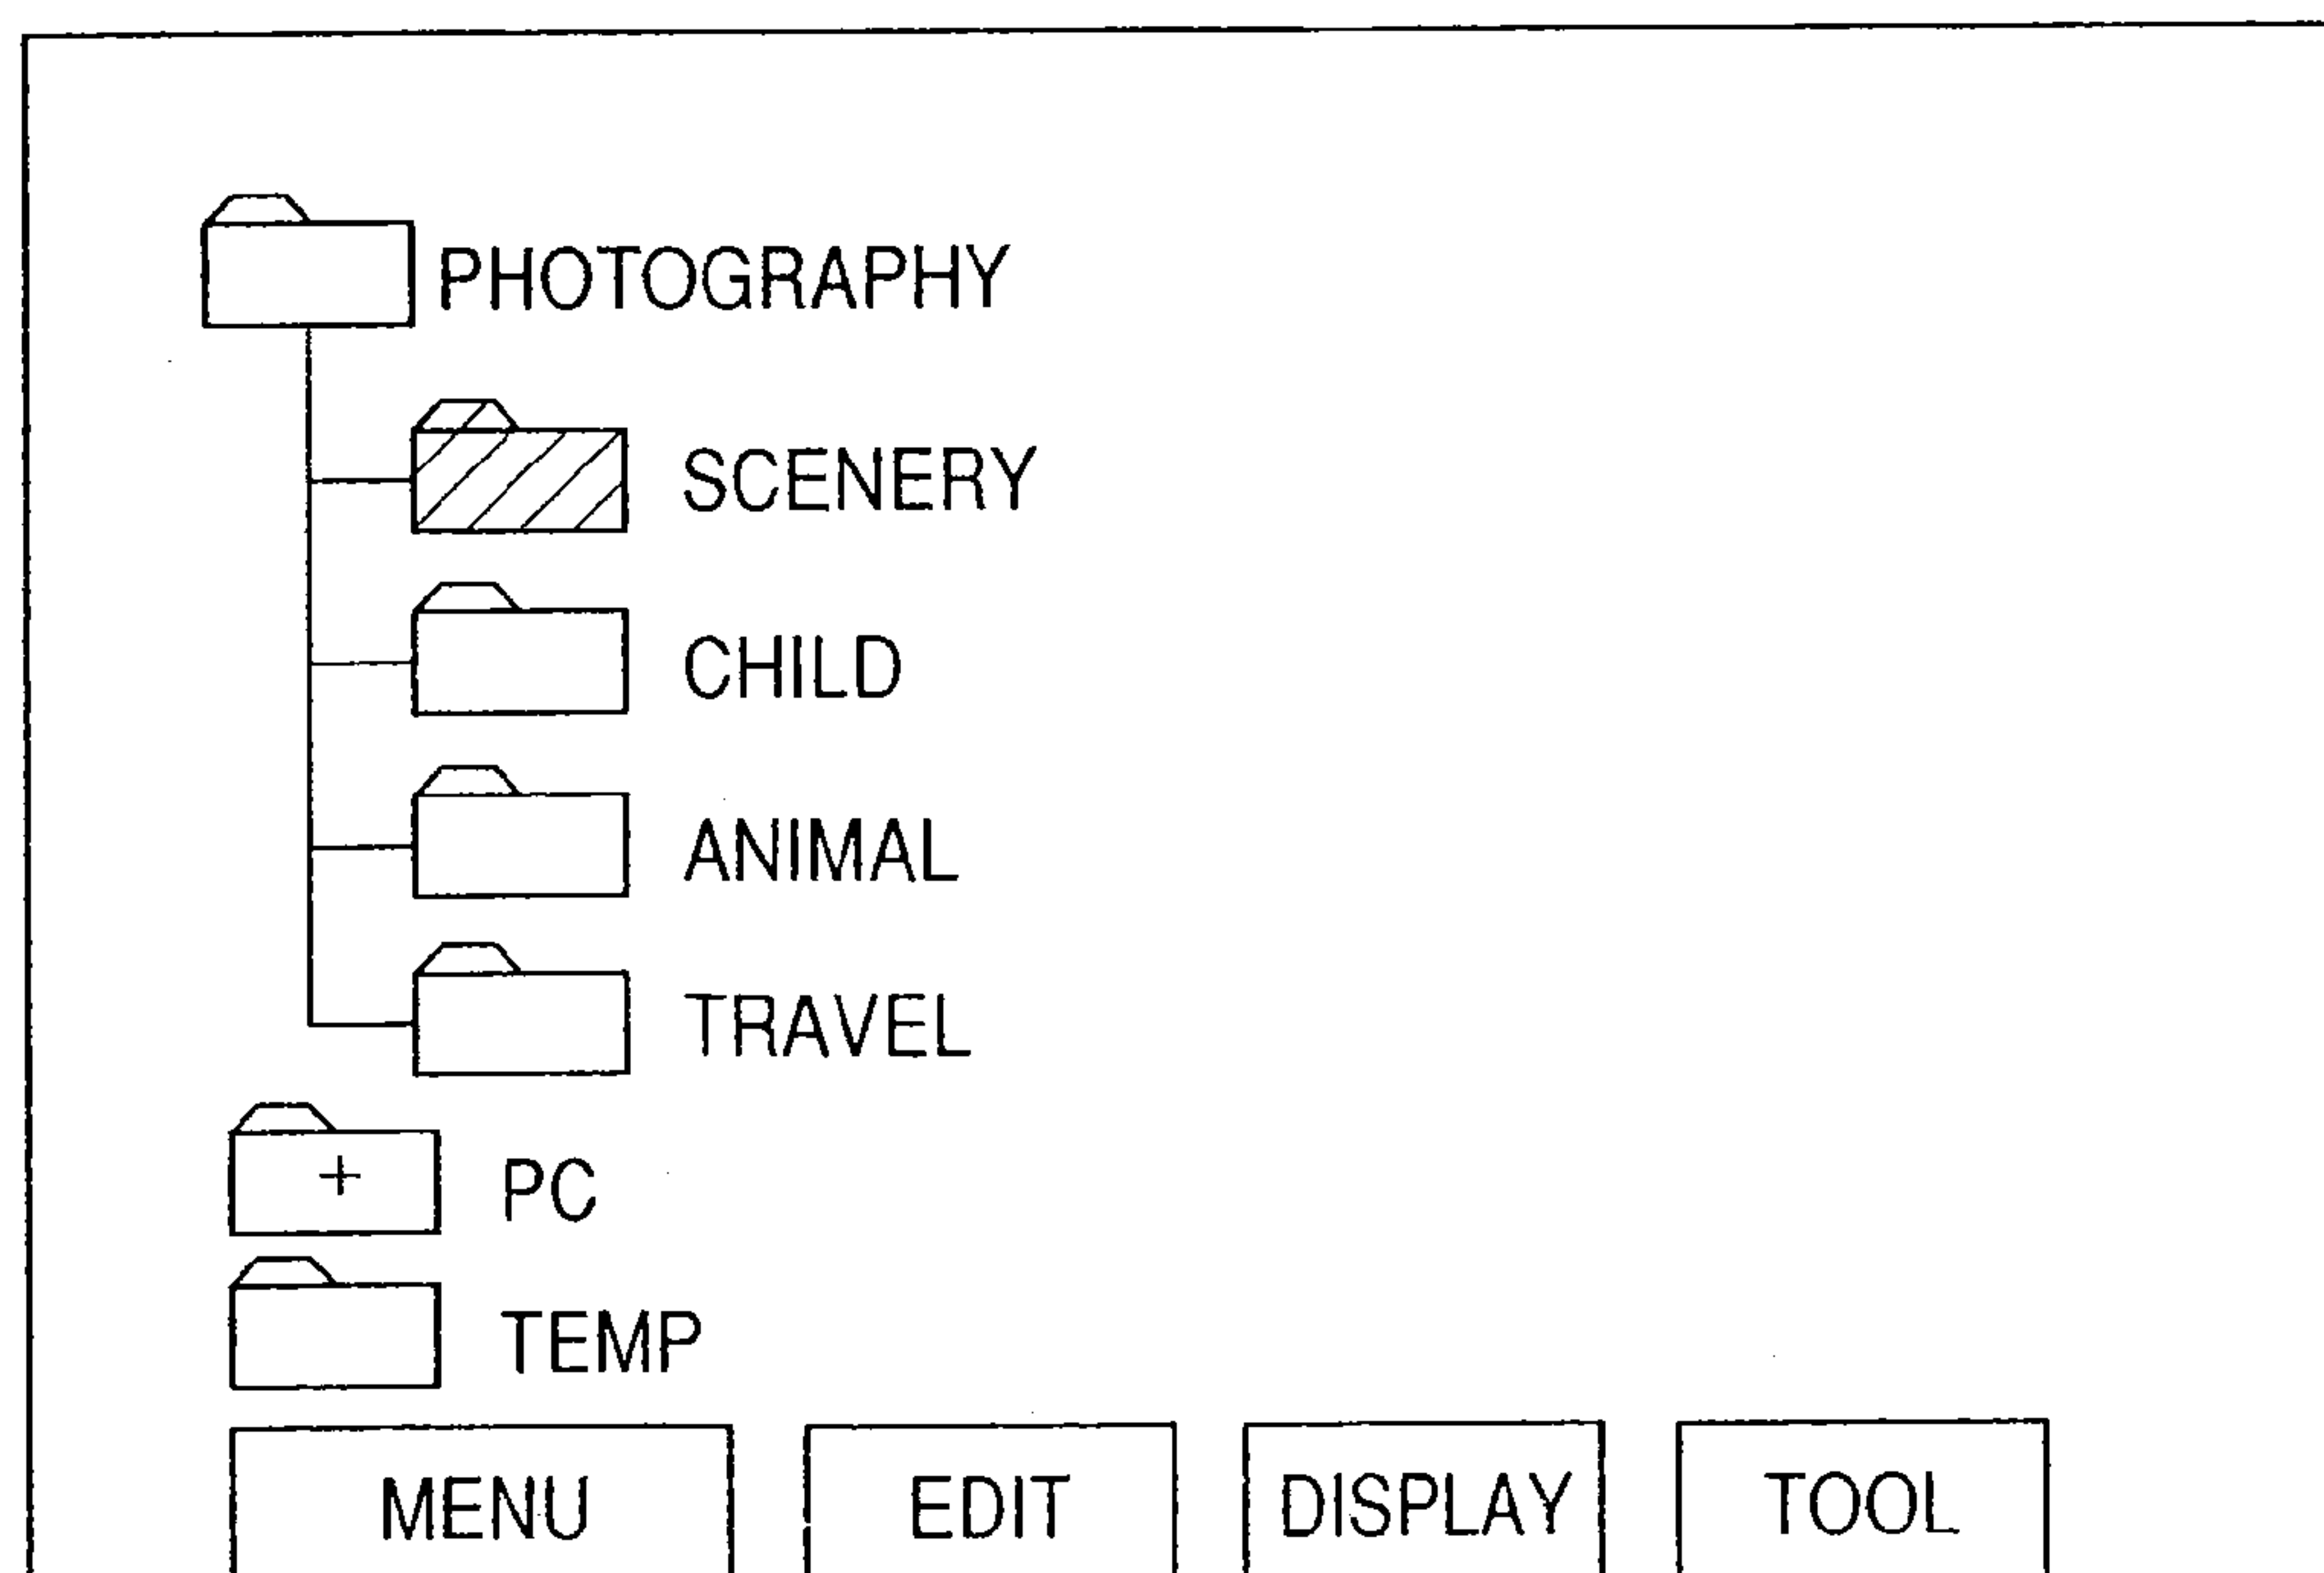 PHOTOGRAPHY
SCENERY
CHILD
ANIMAL
TRAVEL
+ PC
TEMP
MENU EDIT DISPLAY TOOL